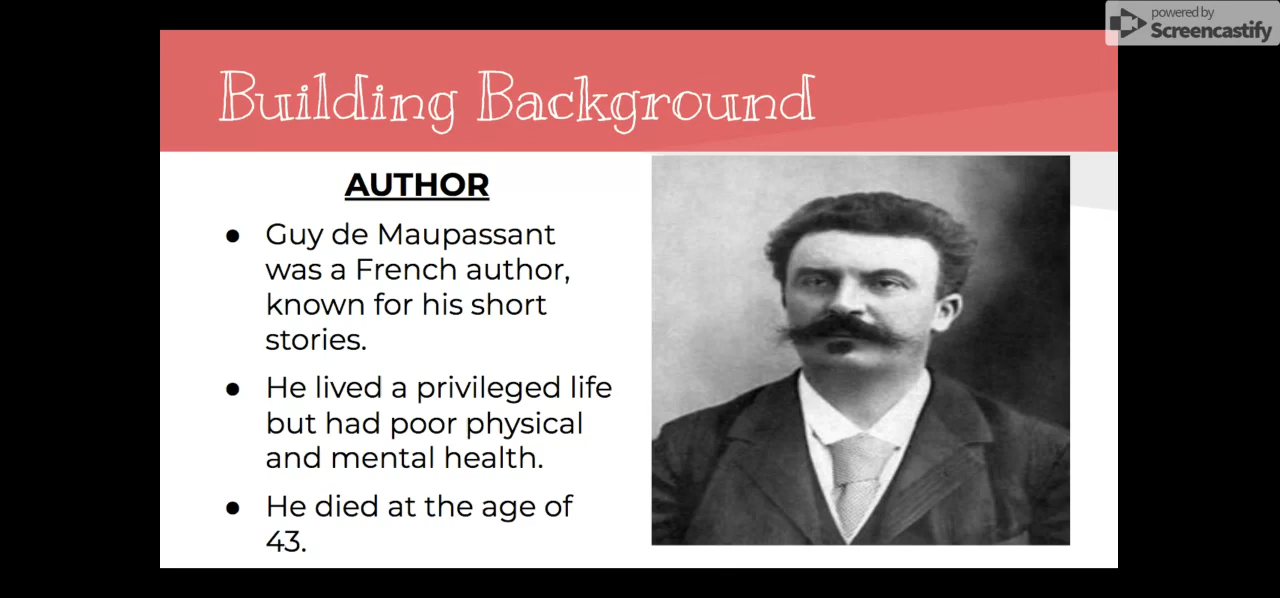 powered by
Screencastify
Building Background
AUTHOR
● Guy de Maupassant
was a French author,
known for his short
stories.
● He lived a privileged life
but had poor physical
and mental health.
● He died at the age of
43.